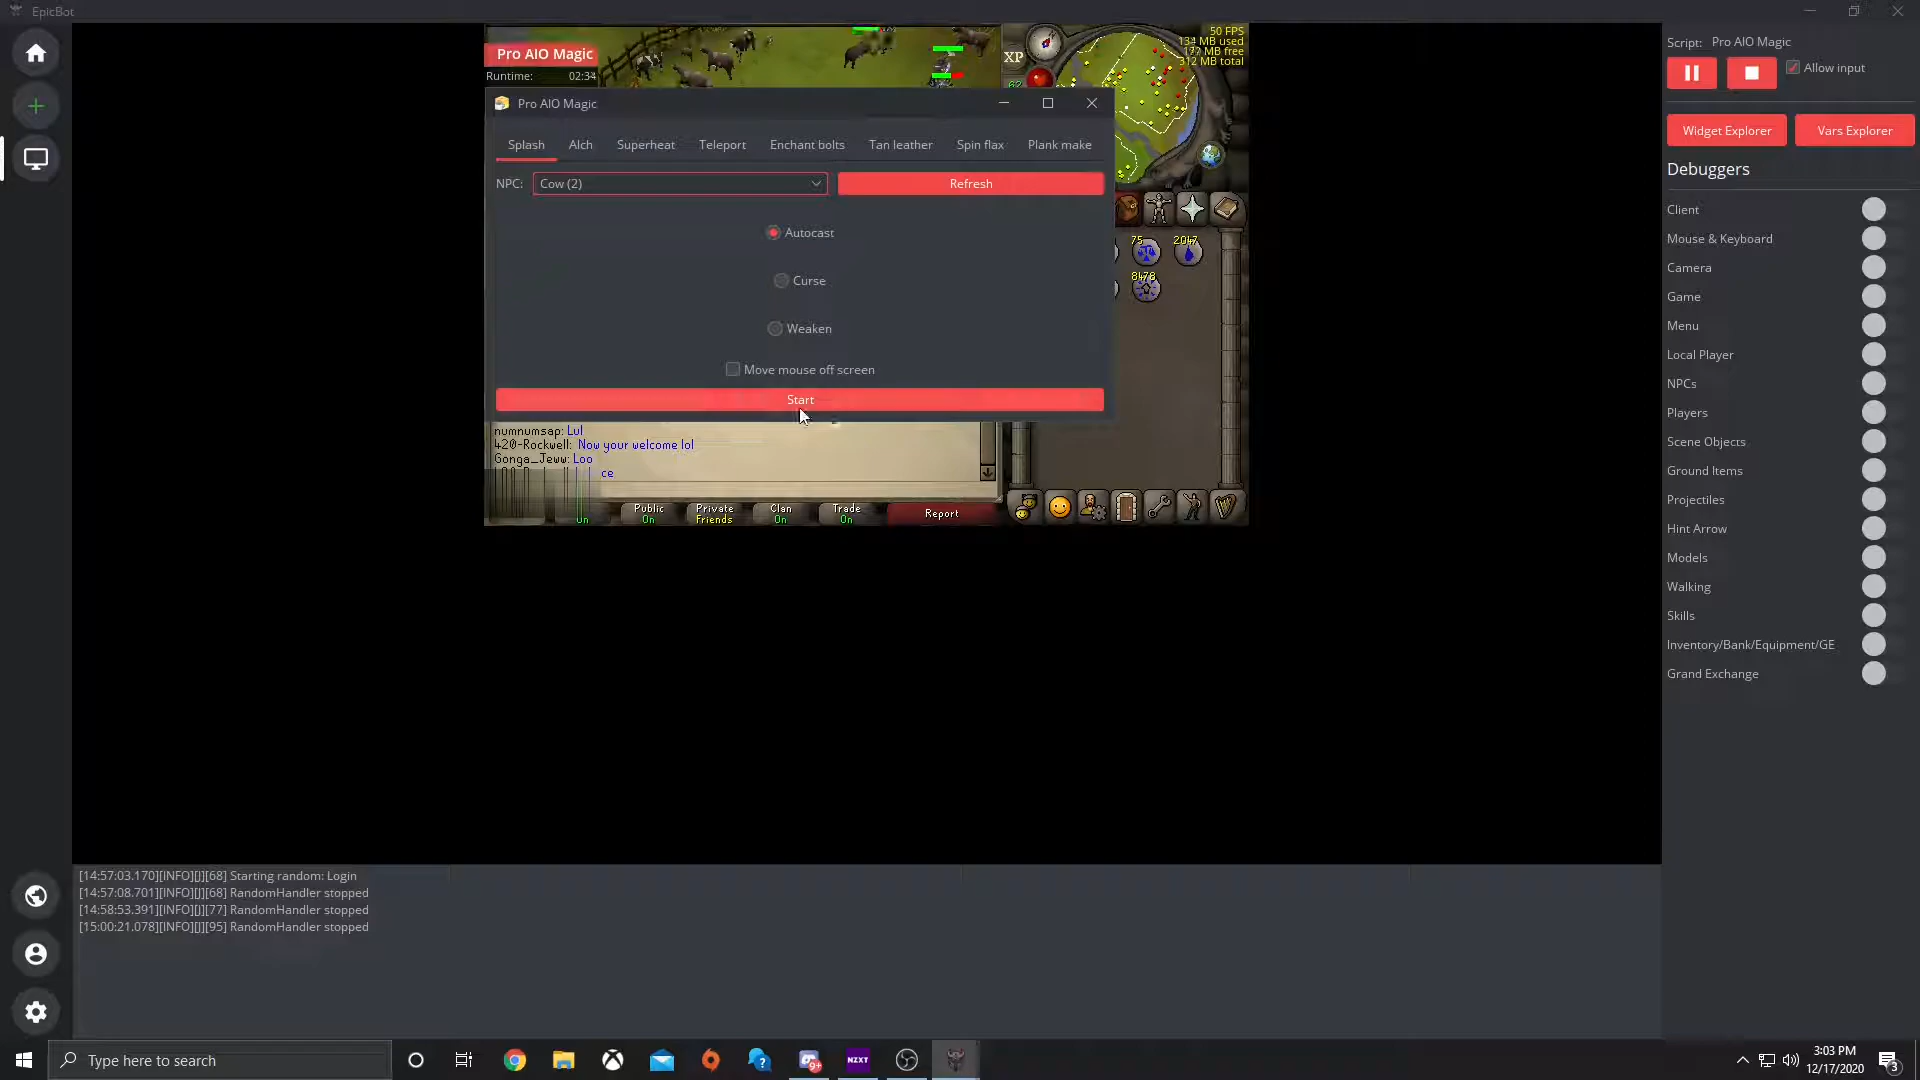 EpicBot
Pro AIO Magic
Runtime: 02:34
XP
50 FPS
134 MB used
177 MB free
312 MB total
Pro AIO Magic
Splash Alch Superheat Teleport Enchant bolts Tan leather Spin flax Plank make
NPC: Cow (2) Refresh
Autocast
Curse
Weaken
Move mouse off screen
Start
75 2047
8478
numnumsap: Lul
420-Rockwell: Now your welcome lol
Gonga_Jeww: Loo
ce
On
Public On
Private Friends
Clan On
Trade On
Report
Script: Pro AIO Magic
Allow input
Widget Explorer Vars Explorer
Debuggers
Client
Mouse & Keyboard
Camera
Game
Menu
Local Player
NPCs
Players
Scene Objects
Ground Items
Projectiles
Hint Arrow
Models
Walking
Skills
Inventory/Bank/Equipment/GE
Grand Exchange
[14:57:03.170][INFO][J][68] Starting random: Login
[14:57:08.701][INFO][J][68] RandomHandler stopped
[14:58:53.391][INFO][J][77] RandomHandler stopped
[15:00:21.078][INFO][J][95] RandomHandler stopped
Type here to search
NZXT
3:03 PM
12/17/2020
3